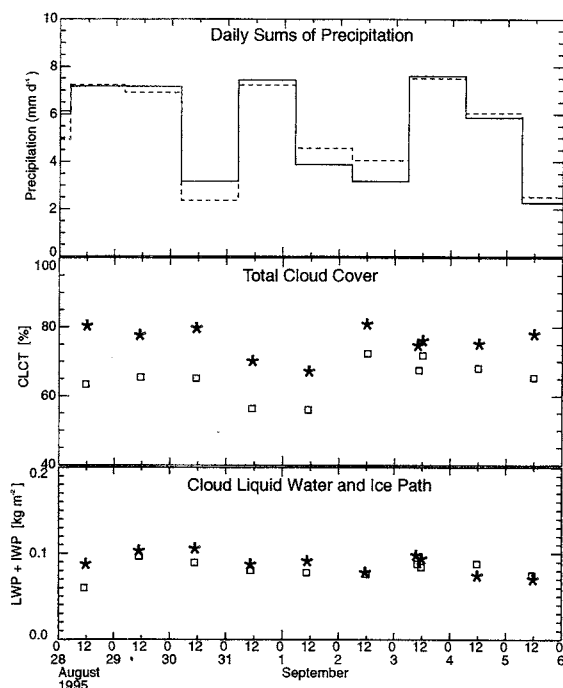 10
Daily Sums of Precipitation
8
6
4
2
0
Precipitation (mm d⁻¹)
100
Total Cloud Cover
80
60
40
CLCT [%]
0.2
Cloud Liquid Water and Ice Path
0.1
0.0
LWP + IWP [kg m⁻²]
0 12 0 12 0 12 0 12 0 12 0 12 0 12 0 12 0 12 0
28 29 30 31 1 2 3 4 5 6
August September
1995